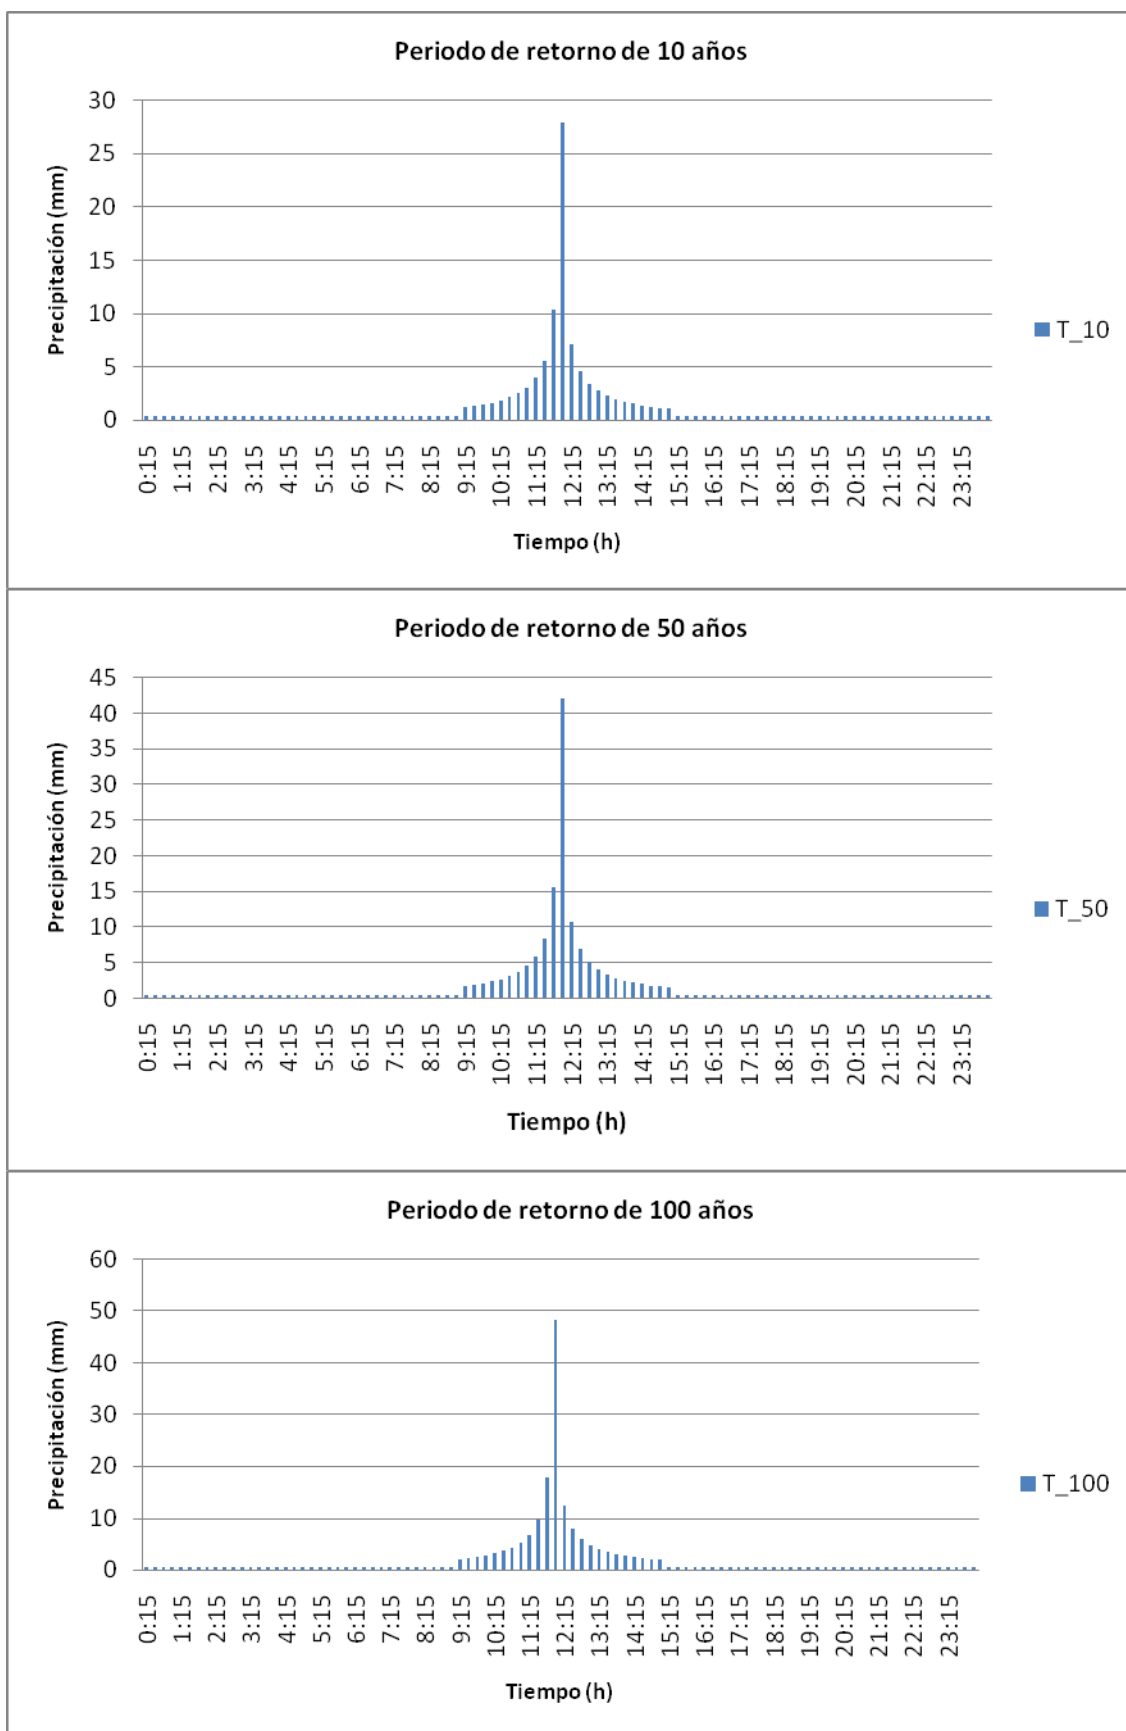 Periodo de retorno de 10 años
30
25
20
15
10
5
0
Precipitación (mm)
0:15 1:15 2:15 3:15 4:15 5:15 6:15 7:15 8:15 9:15 10:15 11:15 12:15 13:15 14:15 15:15 16:15 17:15 18:15 19:15 20:15 21:15 22:15 23:15
Tiempo (h)
T_10
Periodo de retorno de 50 años
45
40
35
30
25
20
15
10
5
0
Precipitación (mm)
0:15 1:15 2:15 3:15 4:15 5:15 6:15 7:15 8:15 9:15 10:15 11:15 12:15 13:15 14:15 15:15 16:15 17:15 18:15 19:15 20:15 21:15 22:15 23:15
Tiempo (h)
T_50
Periodo de retorno de 100 años
60
50
40
30
20
10
0
Precipitación (mm)
0:15 1:15 2:15 3:15 4:15 5:15 6:15 7:15 8:15 9:15 10:15 11:15 12:15 13:15 14:15 15:15 16:15 17:15 18:15 19:15 20:15 21:15 22:15 23:15
Tiempo (h)
T_100